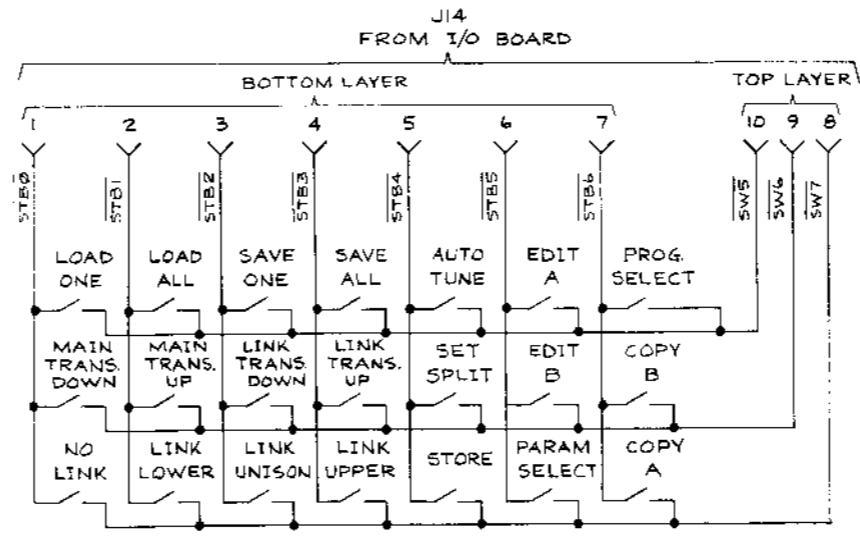 J14
FROM I/O BOARD
BOTTOM LAYER
TOP LAYER
1 2 3 4 5 6 7 10 9 8
STB0 STB1 STB2 STB3 STB4 STB5 STB6 SW5 SW6 SW7
LOAD LOAD SAVE SAVE AUTO EDIT PROG.
ONE ALL ONE ALL TUNE A SELECT
MAIN MAIN LINK LINK SET EDIT COPY
TRANS. TRANS. TRANS. TRANS. SPLIT B B
DOWN UP DOWN UP
NO LINK LINK LINK STORE PARAM COPY
LINK LOWER UNISON UPPER SELECT A